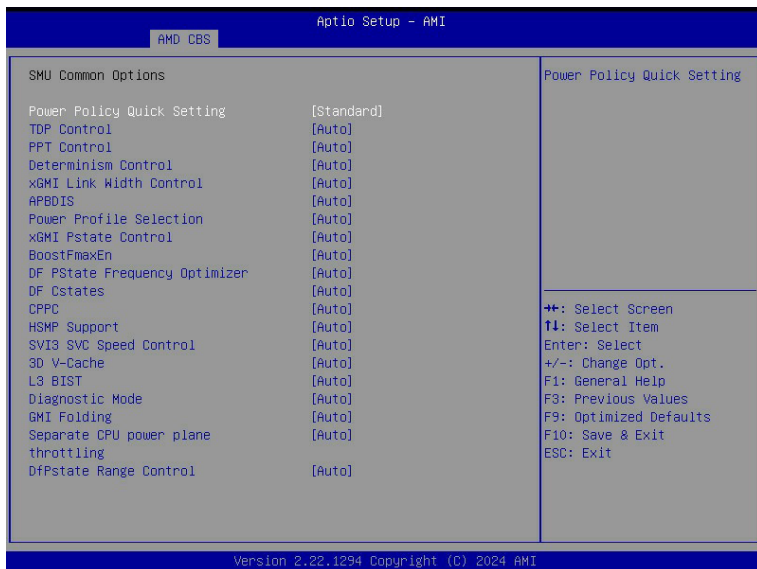 Aptio Setup - AMI
AMD CBS
SMU Common Options
Power Policy Quick Setting [Standard]
TDP Control [Auto]
PPT Control [Auto]
Determinism Control [Auto]
xGMI Link Width Control [Auto]
APBDIS [Auto]
Power Profile Selection [Auto]
xGMI Pstate Control [Auto]
BoostFmaxEn [Auto]
DF PState Frequency Optimizer [Auto]
DF Cstates [Auto]
CPPC [Auto]
HSMP Support [Auto]
SVI3 SVC Speed Control [Auto]
3D V-Cache [Auto]
L3 BIST [Auto]
Diagnostic Mode [Auto]
GMI Folding [Auto]
Separate CPU power plane [Auto]
throttling
DfPstate Range Control [Auto]
Power Policy Quick Setting
→←: Select Screen
↑↓: Select Item
Enter: Select
+/-: Change Opt.
F1: General Help
F3: Previous Values
F9: Optimized Defaults
F10: Save & Exit
ESC: Exit
Version 2.22.1294 Copyright (C) 2024 AMI